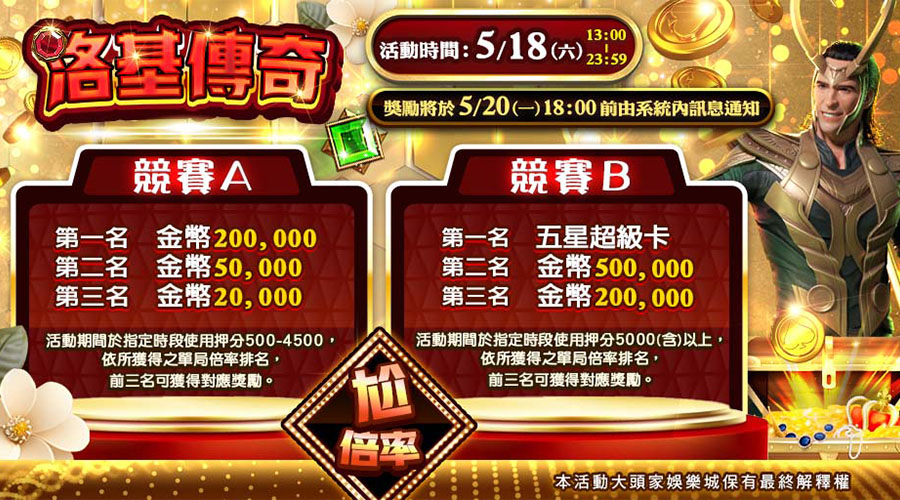 洛基傳奇
活動時間：5/18(六) 13:00-23:59
獎勵將於 5/20(一)18:00 前由系統內訊息通知
競賽A
第一名 金幣200,000
第二名 金幣50,000
第三名 金幣20,000
活動期間於指定時段使用押分500-4500，
依所獲得之單局倍率排名，
前三名可獲得對應獎勵。
競賽B
第一名 五星超級卡
第二名 金幣500,000
第三名 金幣200,000
活動期間於指定時段使用押分5000(含)以上，
依所獲得之單局倍率排名，
前三名可獲得對應獎勵。
尬
倍率
本活動大頭家娛樂城保有最終解釋權